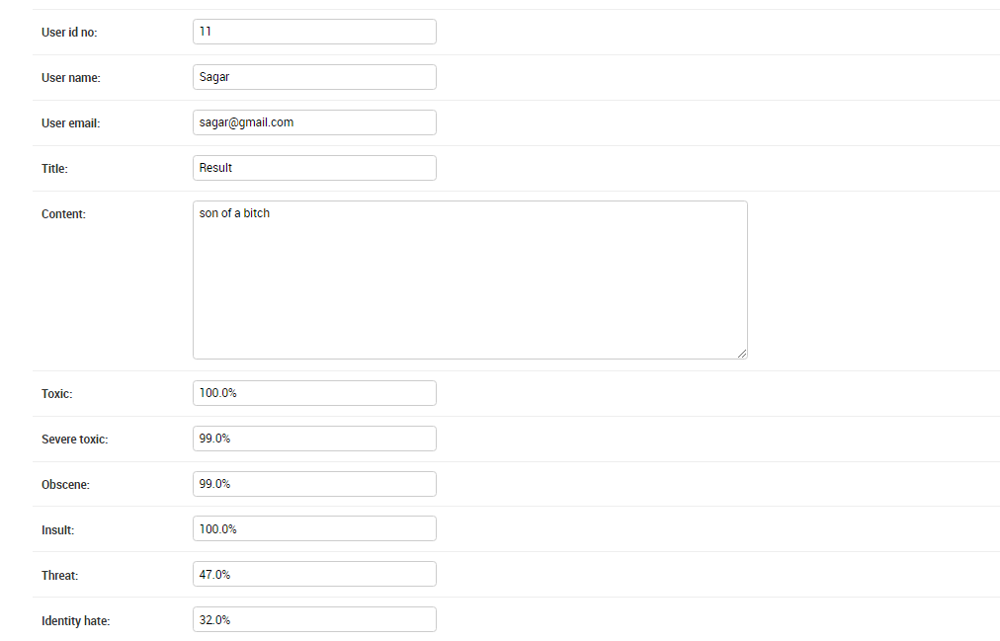 User id no: 11
User name: Sagar
User email: sagar@gmail.com
Title: Result
Content: son of a bitch
Toxic: 100.0%
Severe toxic: 99.0%
Obscene: 99.0%
Insult: 100.0%
Threat: 47.0%
Identity hate: 32.0%